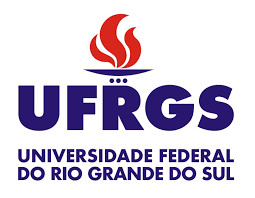 UFRGS
UNIVERSIDADE FEDERAL
DO RIO GRANDE DO SUL